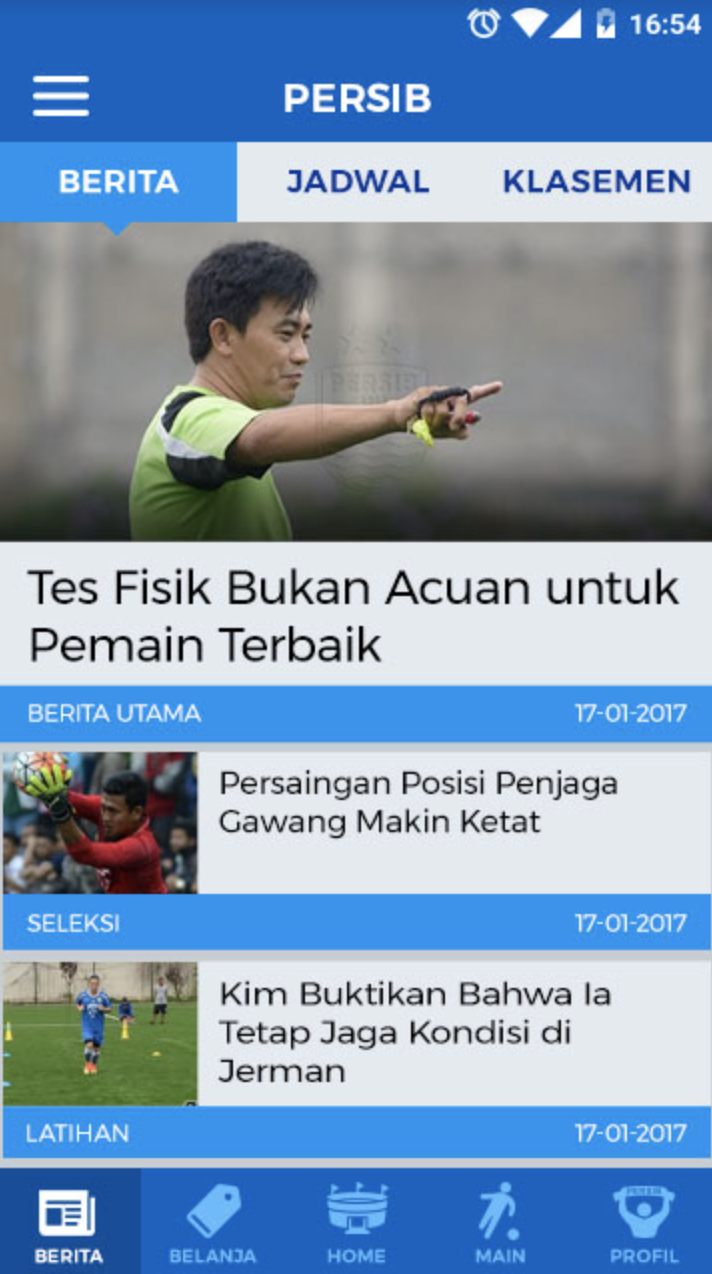 16:54
PERSIB
BERITA
JADWAL
KLASEMEN
PERSIB
Tes Fisik Bukan Acuan untuk
Pemain Terbaik
BERITA UTAMA
17-01-2017
Persaingan Posisi Penjaga
Gawang Makin Ketat
SELEKSI
17-01-2017
Kim Buktikan Bahwa Ia
Tetap Jaga Kondisi di
Jerman
LATIHAN
17-01-2017
BERITA
BELANJA
HOME
MAIN
PERSIB
PROFIL